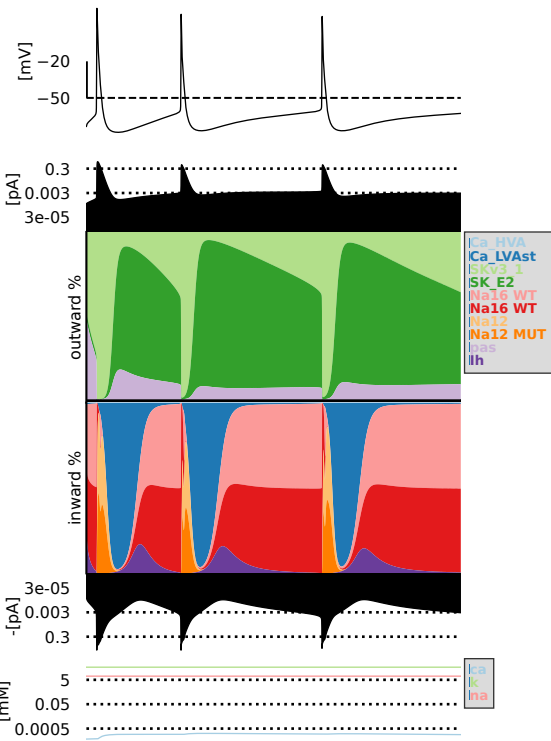 [mV]
−20
−50
[pA]
0.3
0.003
3e-05
outward %
Ca_HVA
Ca_LVAst
SKv3_1
SK_E2
Na16 WT
Na16 WT
Na12
Na12 MUT
pas
Ih
inward %
-[pA]
3e-05
0.003
0.3
[mM]
5
0.05
0.0005
ca
k
na